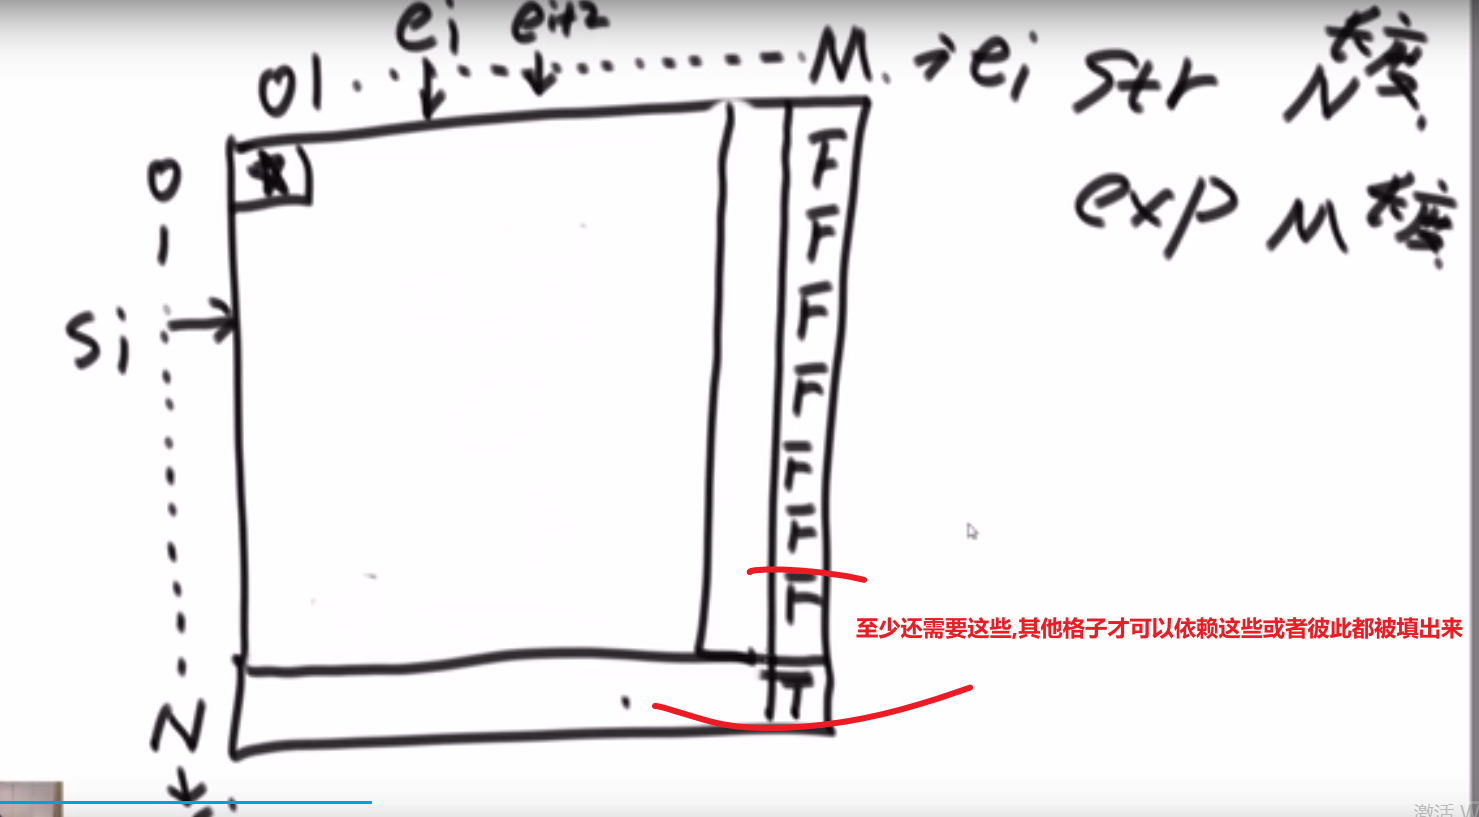 ei ei+2
0 1 M. → ei str N长度.
0 F exp M长度.
1 F
si F
F
F
F
F
至少还需要这些,其他格子才可以依赖这些或者彼此都被填出来
N T
激活 W